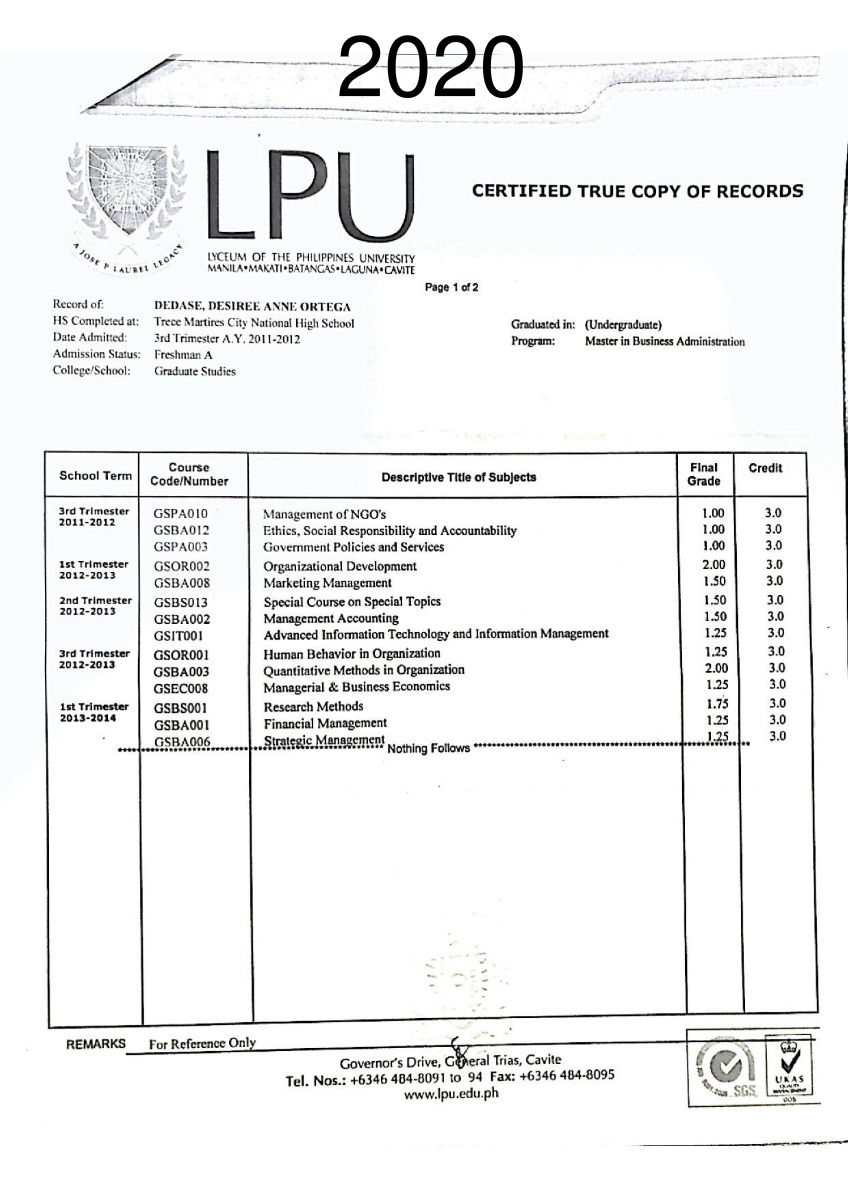 2020
LPU
CERTIFIED TRUE COPY OF RECORDS
A JOSE P LAUREL LEGACY
LYCEUM OF THE PHILIPPINES UNIVERSITY
MANILA•MAKATI•BATANGAS•LAGUNA•CAVITE
Page 1 of 2
Record of: DEDASE, DESIREE ANNE ORTEGA
HS Completed at: Trece Martires City National High School Graduated in: (Undergraduate)
Date Admitted: 3rd Trimester A.Y. 2011-2012 Program: Master in Business Administration
Admission Status: Freshman A
College/School: Graduate Studies
School Term Course Code/Number Descriptive Title of Subjects Final Grade Credit
3rd Trimester 2011-2012 GSPA010 Management of NGO's 1.00 3.0
GSBA012 Ethics, Social Responsibility and Accountability 1.00 3.0
GSPA003 Government Policies and Services 1.00 3.0
1st Trimester 2012-2013 GSOR002 Organizational Development 2.00 3.0
GSBA008 Marketing Management 1.50 3.0
2nd Trimester 2012-2013 GSBS013 Special Course on Special Topics 1.50 3.0
GSBA002 Management Accounting 1.50 3.0
GSIT001 Advanced Information Technology and Information Management 1.25 3.0
3rd Trimester 2012-2013 GSOR001 Human Behavior in Organization 1.25 3.0
GSBA003 Quantitative Methods in Organization 2.00 3.0
GSEC008 Managerial & Business Economics 1.25 3.0
1st Trimester 2013-2014 GSBS001 Research Methods 1.75 3.0
GSBA001 Financial Management 1.25 3.0
GSBA006 Strategic Management 1.25 3.0
Nothing Follows
REMARKS For Reference Only
Governor's Drive, General Trias, Cavite
Tel. Nos.: +6346 484-8091 to 94 Fax: +6346 484-8095
www.lpu.edu.ph
SGS
UKAS
QUALITY
MANAGEMENT
005